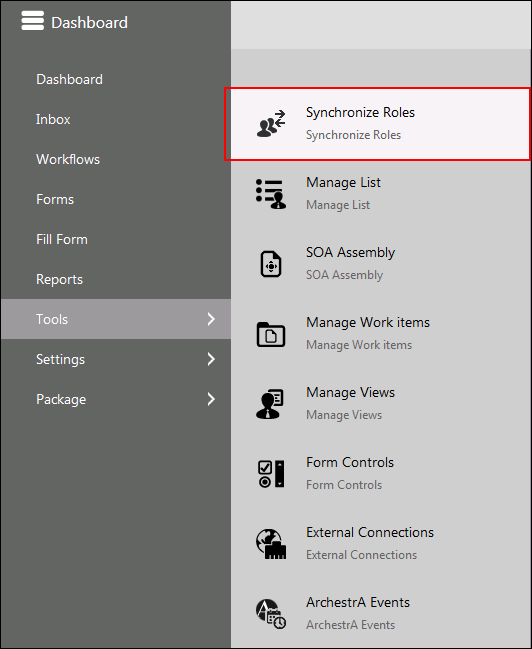 Dashboard
Dashboard
Inbox
Workflows
Forms
Fill Form
Reports
Tools
Settings
Package
Synchronize Roles
Synchronize Roles
Manage List
Manage List
SOA Assembly
SOA Assembly
Manage Work items
Manage Work items
Manage Views
Manage Views
Form Controls
Form Controls
External Connections
External Connections
ArchestrA Events
ArchestrA Events